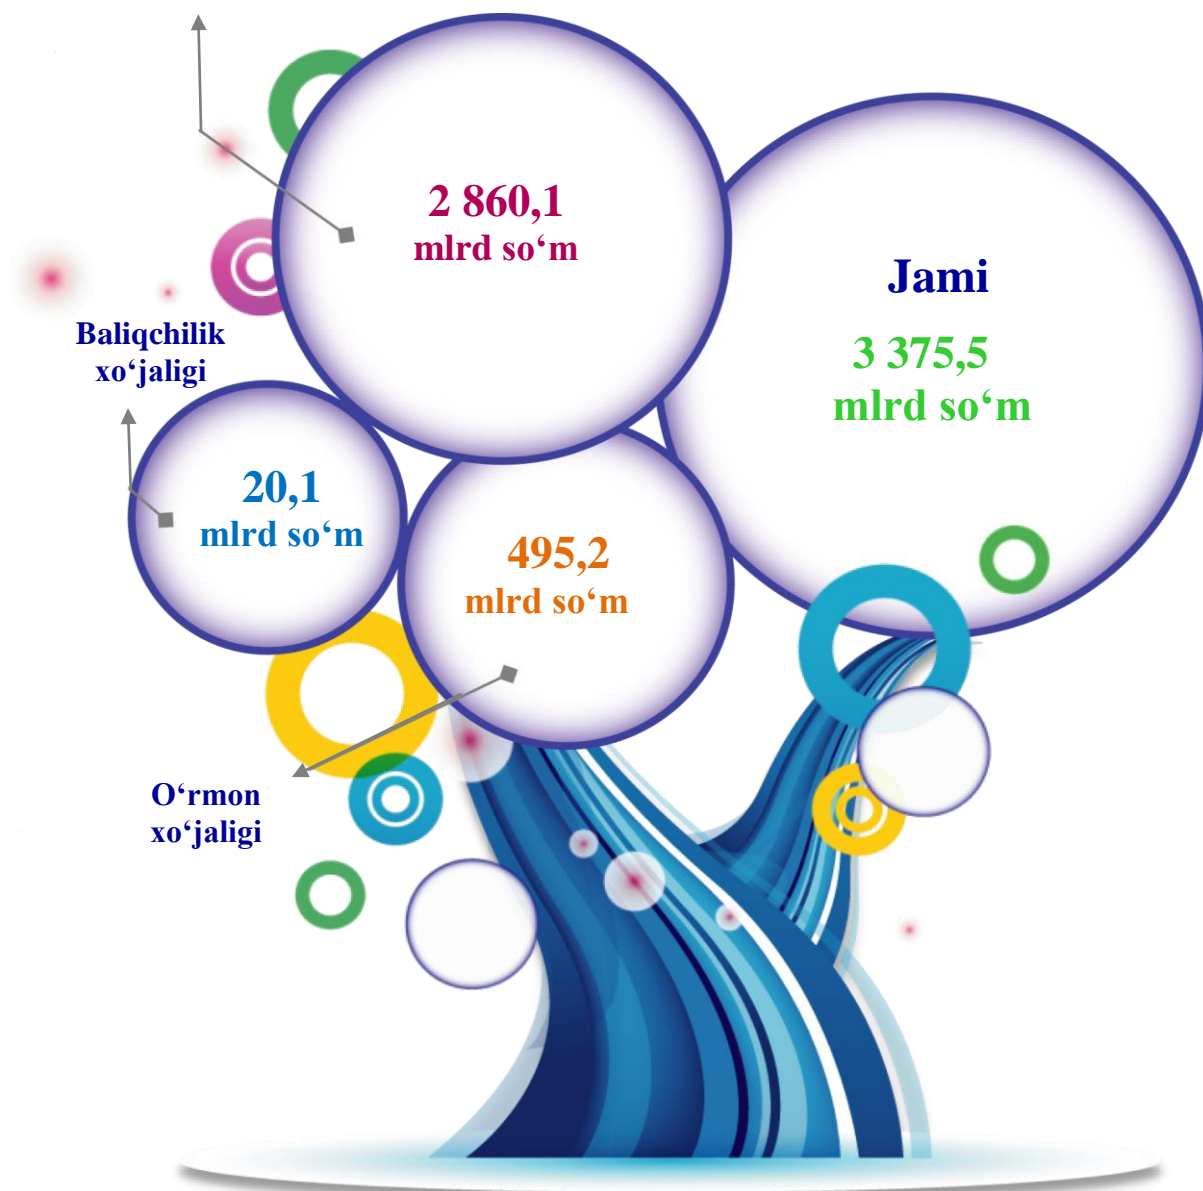 2 860,1
mlrd so‘m
Jami
3 375,5
mlrd so‘m
Baliqchilik
xo‘jaligi
20,1
mlrd so‘m
495,2
mlrd so‘m
O‘rmon
xo‘jaligi